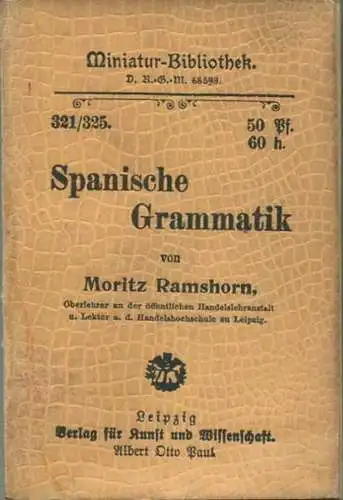 Miniatur-Bibliothek.
D. R.-G.-M. 68598.
321/325. 50 Pf.
60 h.
Spanische
Grammatik
von
Moritz Ramshorn,
Oberlehrer an der öffentlichen Handelslehranstalt
u. Lektor a. d. Handelshochschule zu Leipzig.
Leipzig
Verlag für Kunst und Wissenschaft.
Albert Otto Paul.